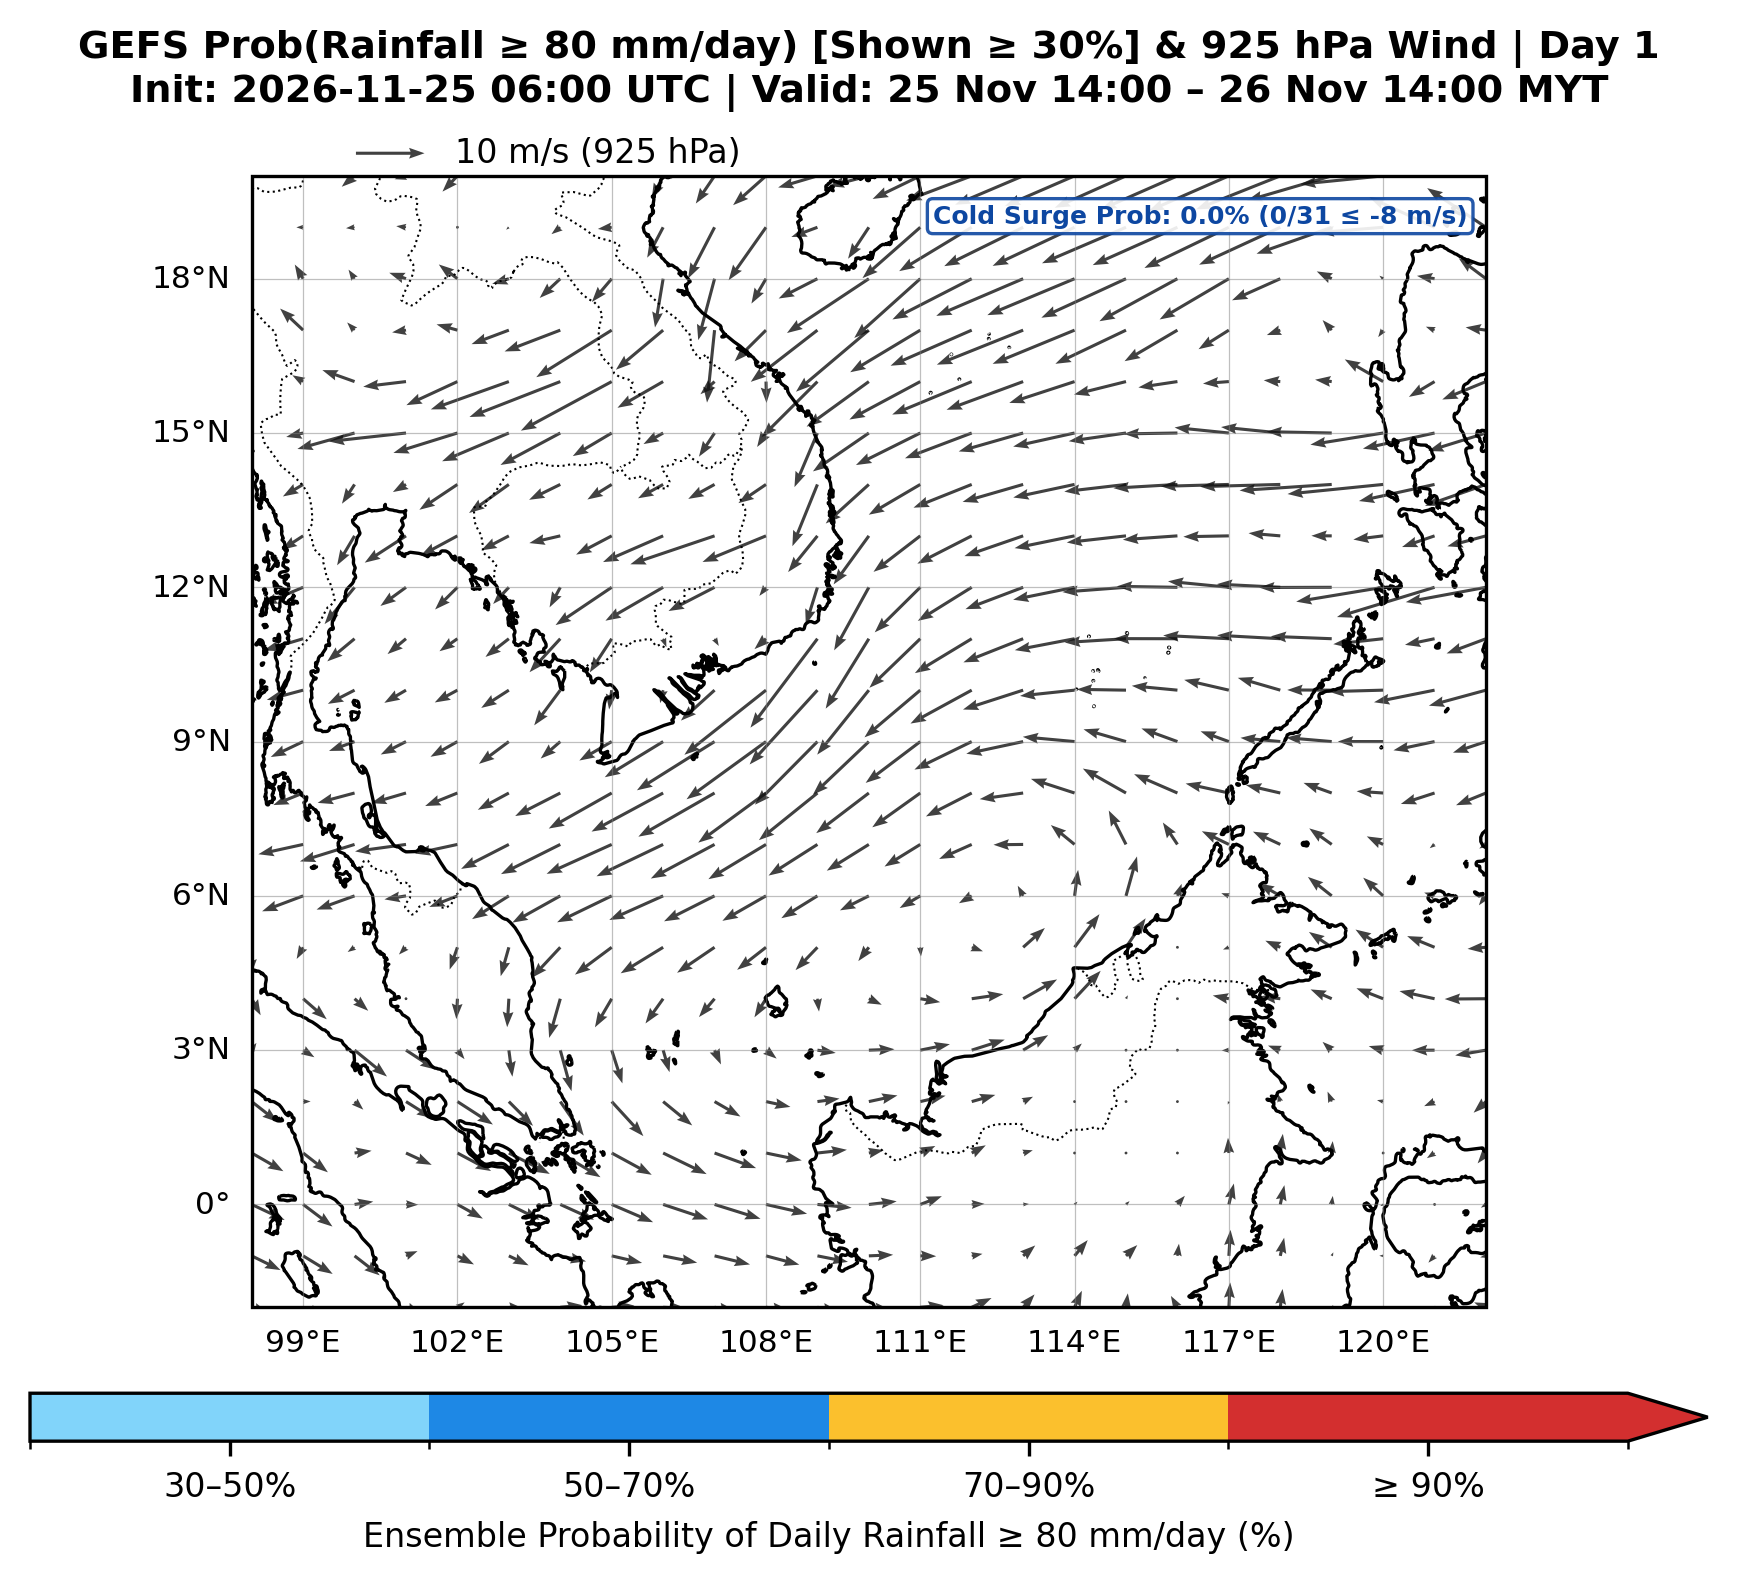 GEFS Prob(Rainfall ≥ 80 mm/day) [Shown ≥ 30%] & 925 hPa Wind | Day 1
Init: 2026-11-25 06:00 UTC | Valid: 25 Nov 14:00 – 26 Nov 14:00 MYT
10 m/s (925 hPa)
Cold Surge Prob: 0.0% (0/31 ≤ -8 m/s)
18°N
15°N
12°N
9°N
6°N
3°N
0°
99°E 102°E 105°E 108°E 111°E 114°E 117°E 120°E
30–50% 50–70% 70–90% ≥ 90%
Ensemble Probability of Daily Rainfall ≥ 80 mm/day (%)